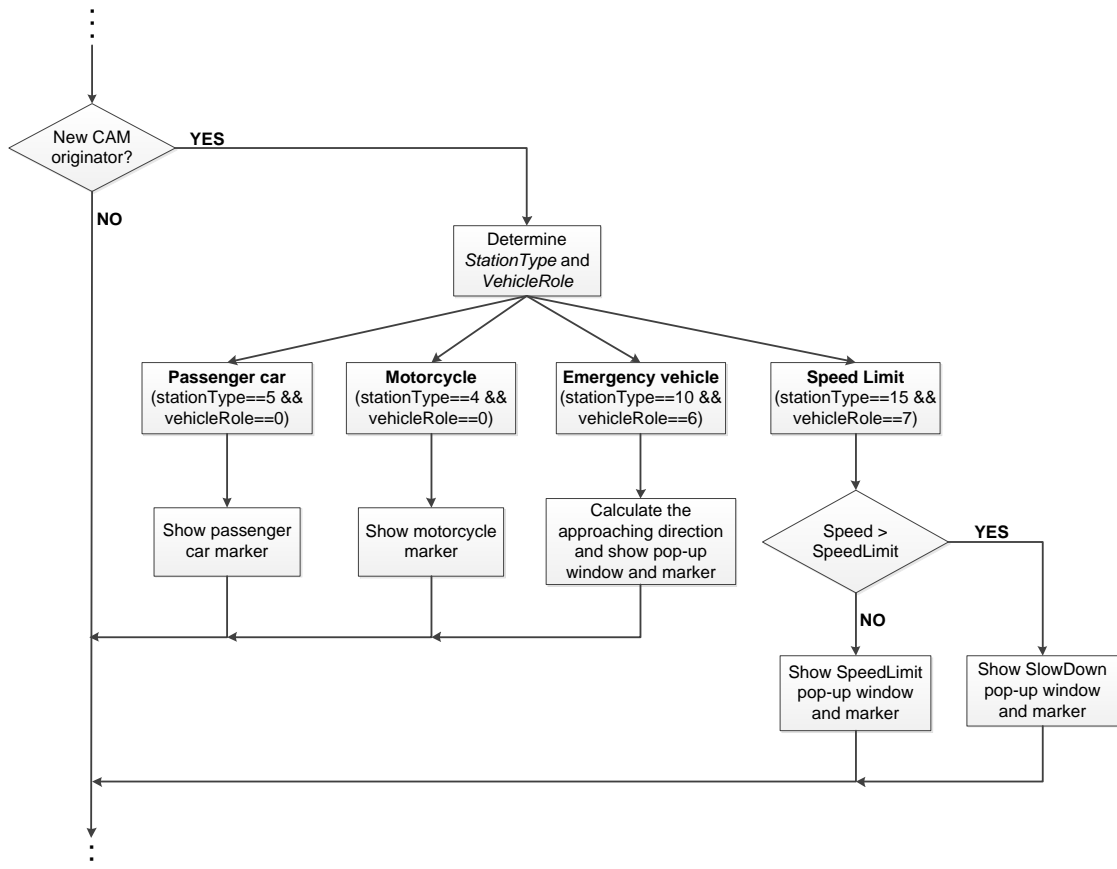 New CAM
originator?
YES
NO
Determine
StationType and
VehicleRole
Passenger car
(stationType==5 &&
vehicleRole==0)
Motorcycle
(stationType==4 &&
vehicleRole==0)
Emergency vehicle
(stationType==10 &&
vehicleRole==6)
Speed Limit
(stationType==15 &&
vehicleRole==7)
Show passenger
car marker
Show motorcycle
marker
Calculate the
approaching direction
and show pop-up
window and marker
Speed >
SpeedLimit
YES
NO
Show SpeedLimit
pop-up window
and marker
Show SlowDown
pop-up window
and marker